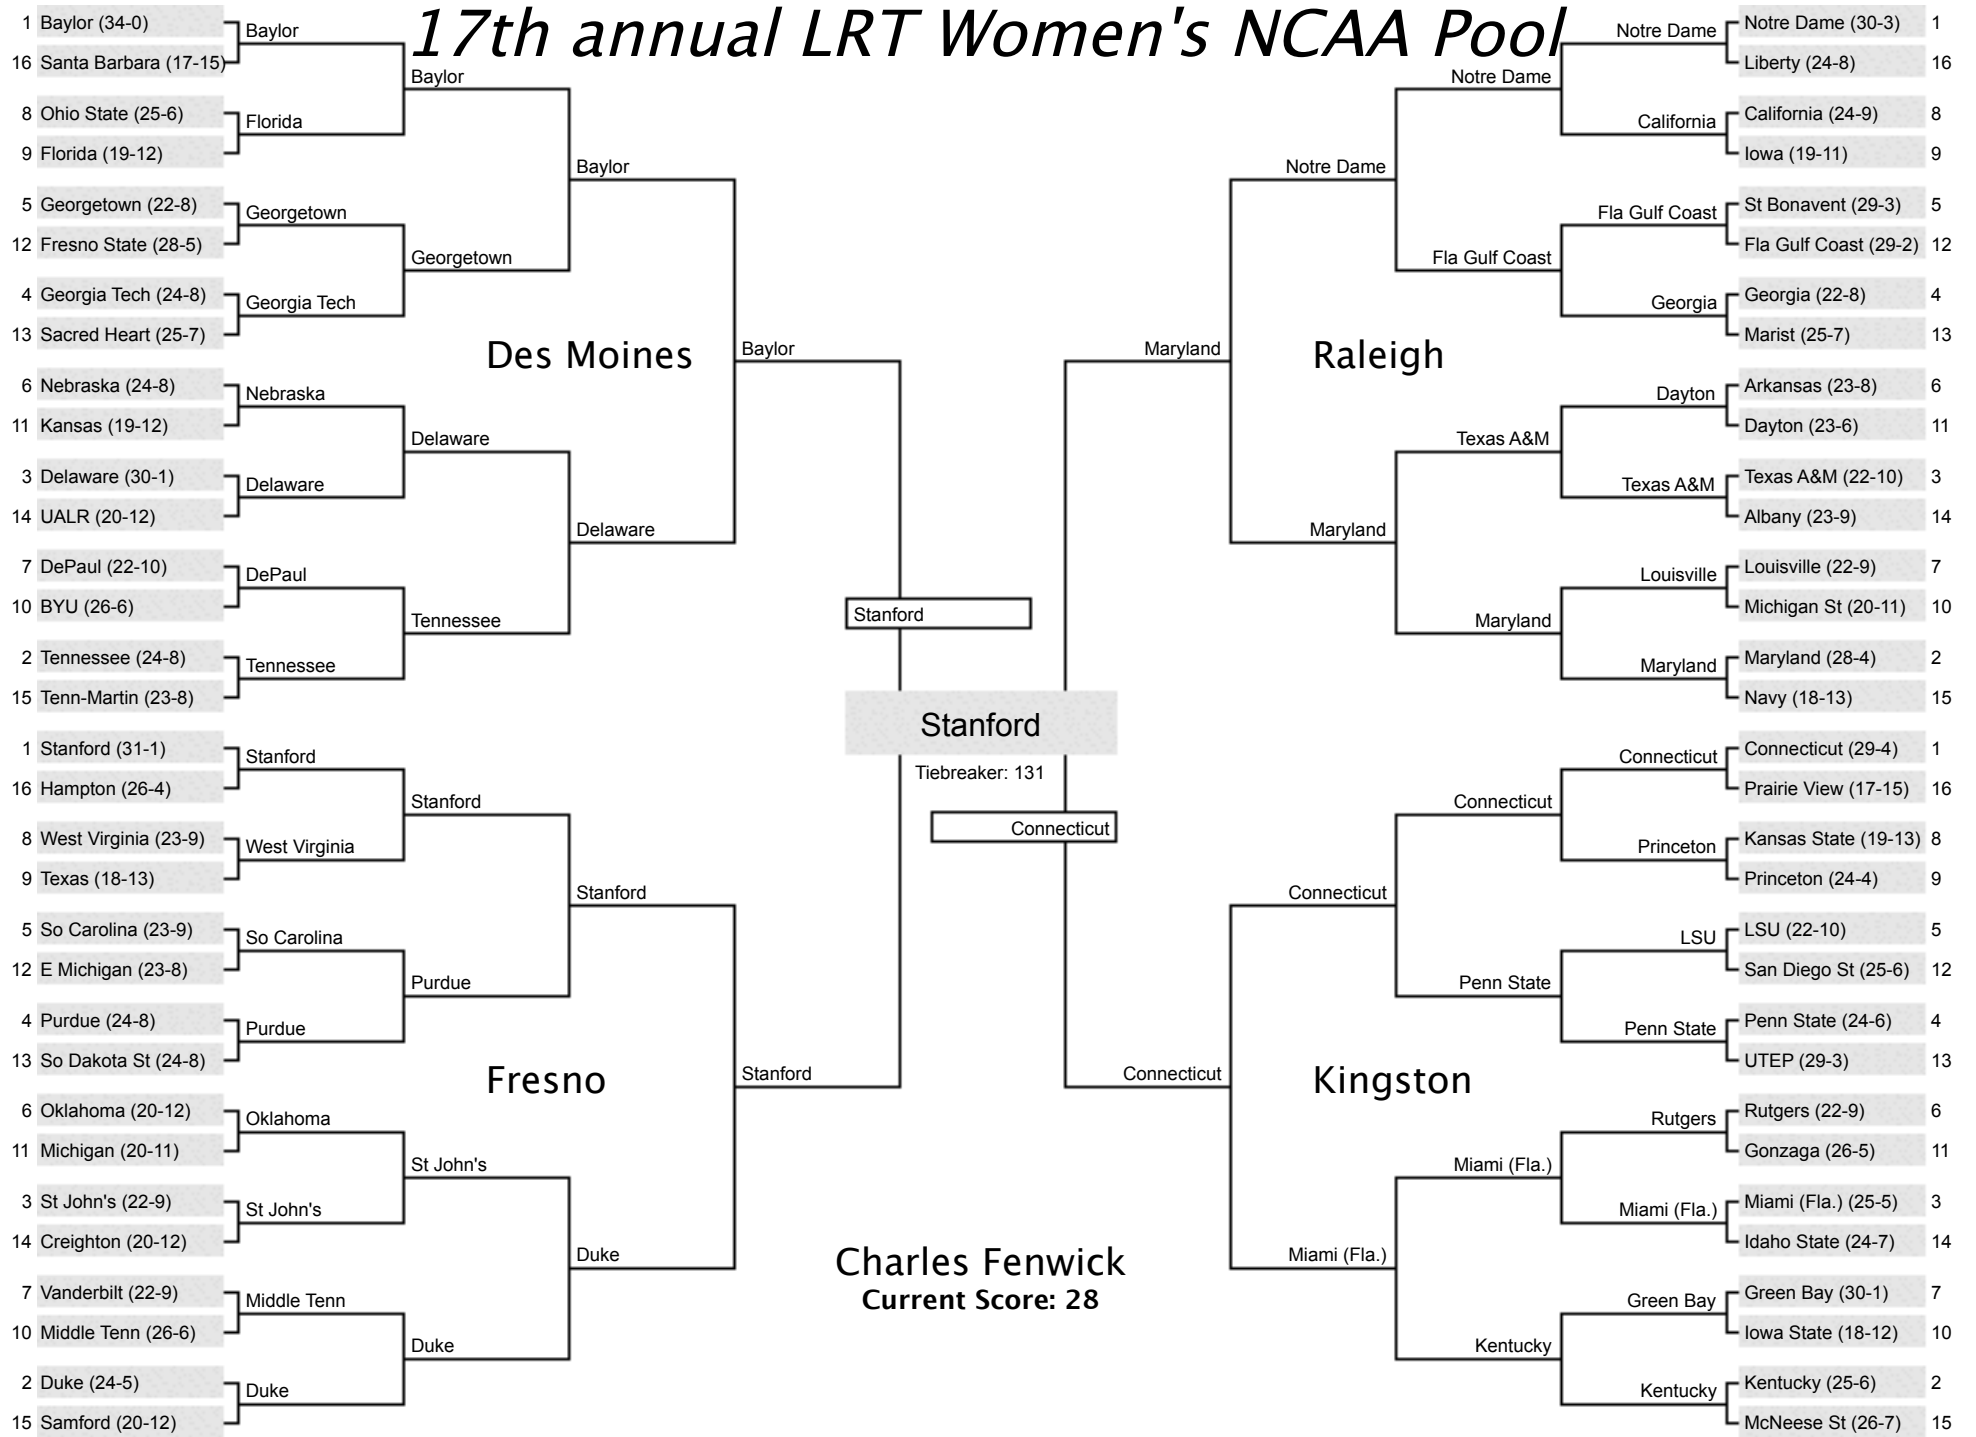 17th annual LRT Women's NCAA Pool
1 Baylor (34-0)
16 Santa Barbara (17-15)
8 Ohio State (25-6)
9 Florida (19-12)
5 Georgetown (22-8)
12 Fresno State (28-5)
4 Georgia Tech (24-8)
13 Sacred Heart (25-7)
6 Nebraska (24-8)
11 Kansas (19-12)
3 Delaware (30-1)
14 UALR (20-12)
7 DePaul (22-10)
10 BYU (26-6)
2 Tennessee (24-8)
15 Tenn-Martin (23-8)
Baylor
Florida
Georgetown
Georgia Tech
Nebraska
Delaware
DePaul
Tennessee
Baylor
Georgetown
Delaware
Tennessee
Baylor
Delaware
Des Moines
Baylor
1 Stanford (31-1)
16 Hampton (26-4)
8 West Virginia (23-9)
9 Texas (18-13)
5 So Carolina (23-9)
12 E Michigan (23-8)
4 Purdue (24-8)
13 So Dakota St (24-8)
6 Oklahoma (20-12)
11 Michigan (20-11)
3 St John's (22-9)
14 Creighton (20-12)
7 Vanderbilt (22-9)
10 Middle Tenn (26-6)
2 Duke (24-5)
15 Samford (20-12)
Stanford
West Virginia
So Carolina
Purdue
Oklahoma
St John's
Middle Tenn
Duke
Stanford
Purdue
St John's
Duke
Stanford
Duke
Fresno
Stanford
Stanford
Stanford
Tiebreaker: 131
Connecticut
Charles Fenwick
Current Score: 28
Maryland
Raleigh
Notre Dame
Maryland
Notre Dame
Fla Gulf Coast
Texas A&M
Maryland
Notre Dame
California
Fla Gulf Coast
Georgia
Dayton
Texas A&M
Louisville
Maryland
Notre Dame (30-3) 1
Liberty (24-8) 16
California (24-9) 8
Iowa (19-11) 9
St Bonavent (29-3) 5
Fla Gulf Coast (29-2) 12
Georgia (22-8) 4
Marist (25-7) 13
Arkansas (23-8) 6
Dayton (23-6) 11
Texas A&M (22-10) 3
Albany (23-9) 14
Louisville (22-9) 7
Michigan St (20-11) 10
Maryland (28-4) 2
Navy (18-13) 15
Connecticut
Kingston
Connecticut
Miami (Fla.)
Connecticut
Penn State
Miami (Fla.)
Kentucky
Connecticut
Princeton
LSU
Penn State
Rutgers
Miami (Fla.)
Green Bay
Kentucky
Connecticut (29-4) 1
Prairie View (17-15) 16
Kansas State (19-13) 8
Princeton (24-4) 9
LSU (22-10) 5
San Diego St (25-6) 12
Penn State (24-6) 4
UTEP (29-3) 13
Rutgers (22-9) 6
Gonzaga (26-5) 11
Miami (Fla.) (25-5) 3
Idaho State (24-7) 14
Green Bay (30-1) 7
Iowa State (18-12) 10
Kentucky (25-6) 2
McNeese St (26-7) 15